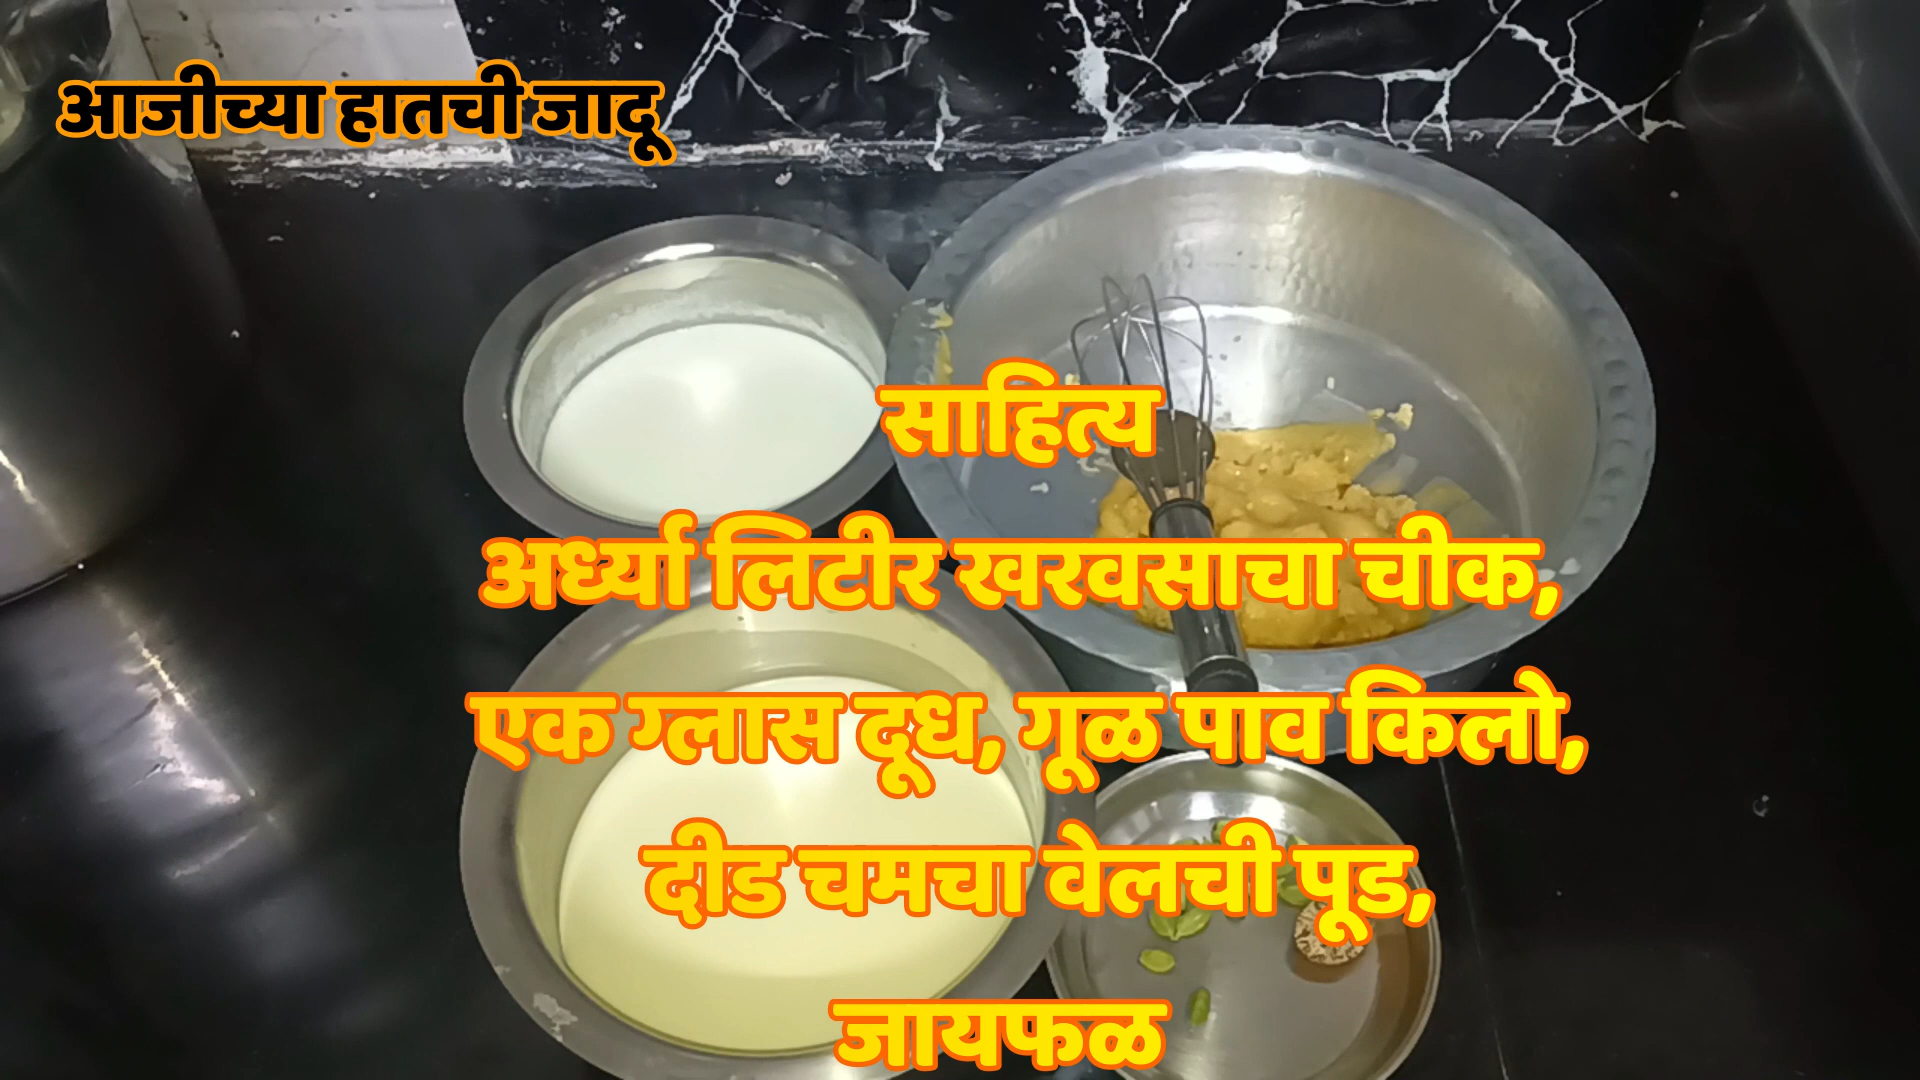 आजीच्या हातची जादू
साहित्य
अर्ध्या लिटीर खरवसाचा चीक,
एक ग्लास दूध, गूळ पाव किलो,
दीड चमचा वेलची पूड,
जायफळ